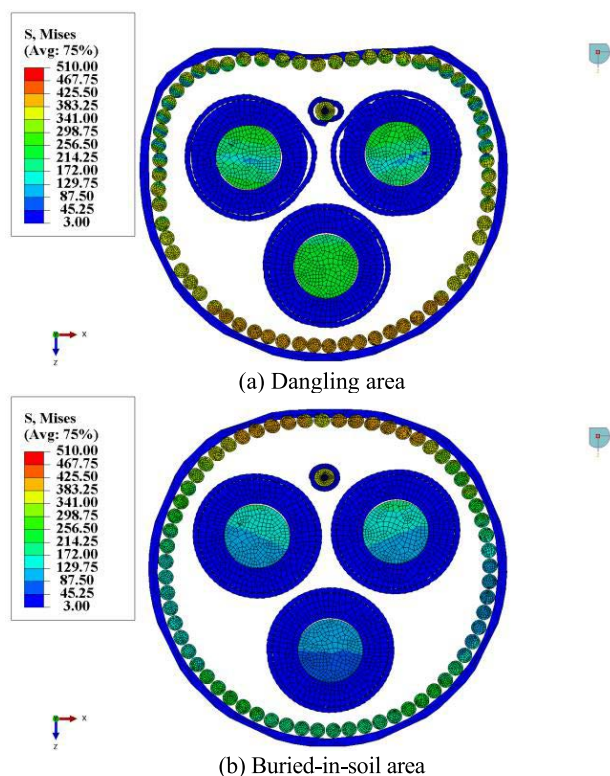 S, Mises
(Avg: 75%)
510.00
467.75
425.50
383.25
341.00
298.75
256.50
214.25
172.00
129.75
87.50
45.25
3.00
x
z
(a) Dangling area
S, Mises
(Avg: 75%)
510.00
467.75
425.50
383.25
341.00
298.75
256.50
214.25
172.00
129.75
87.50
45.25
3.00
x
z
(b) Buried-in-soil area